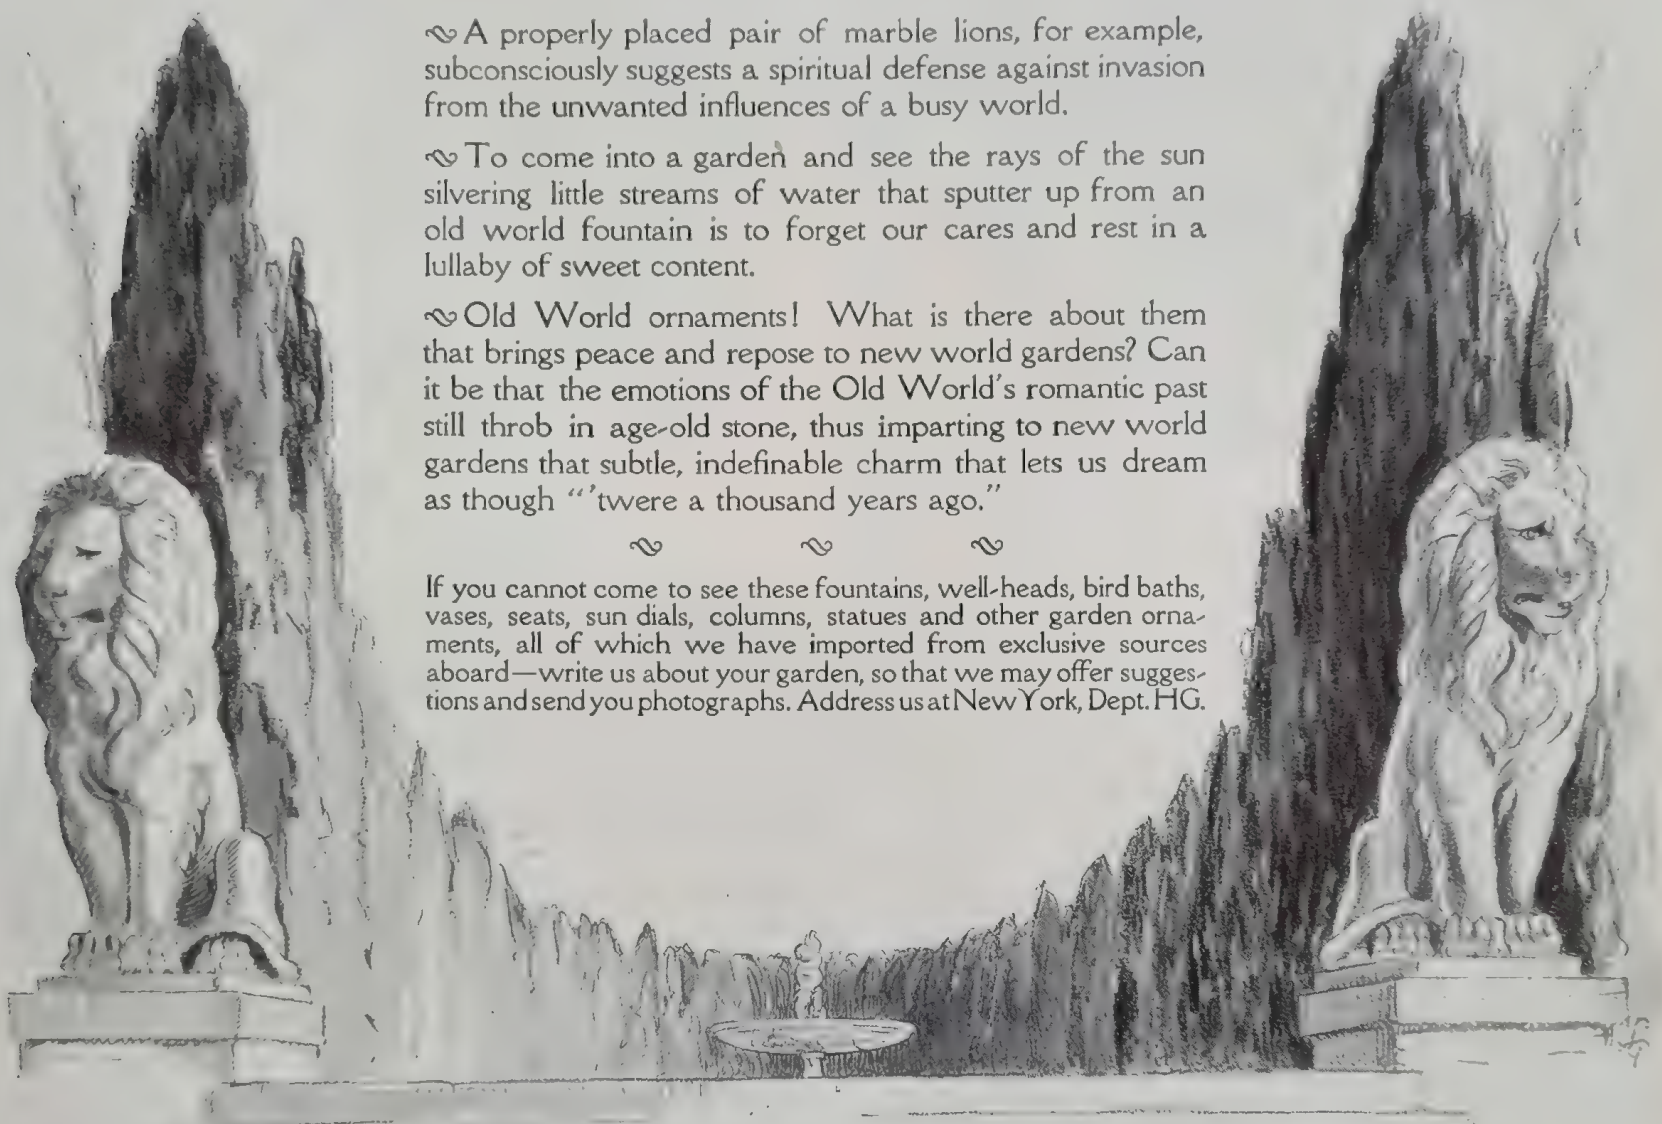 A properly placed pair of marble lions, for example,
subconsciously suggests a spiritual defense against invasion
from the unwanted influences of a busy world.
To come into a garden and see the rays of the sun
silvering little streams of water that sputter up from an
old world fountain is to forget our cares and rest in a
lullaby of sweet content.
Old World ornaments! What is there about them
that brings peace and repose to new world gardens? Can
it be that the emotions of the Old World's romantic past
still throb in age-old stone, thus imparting to new world
gardens that subtle, indefinable charm that lets us dream
as though “'twere a thousand years ago.”
If you cannot come to see these fountains, well-heads, bird baths,
vases, seats, sun dials, columns, statues and other garden orna-
ments, all of which we have imported from exclusive sources
aboard—write us about your garden, so that we may offer sugges-
tions and send you photographs. Address us at New York, Dept. HG.